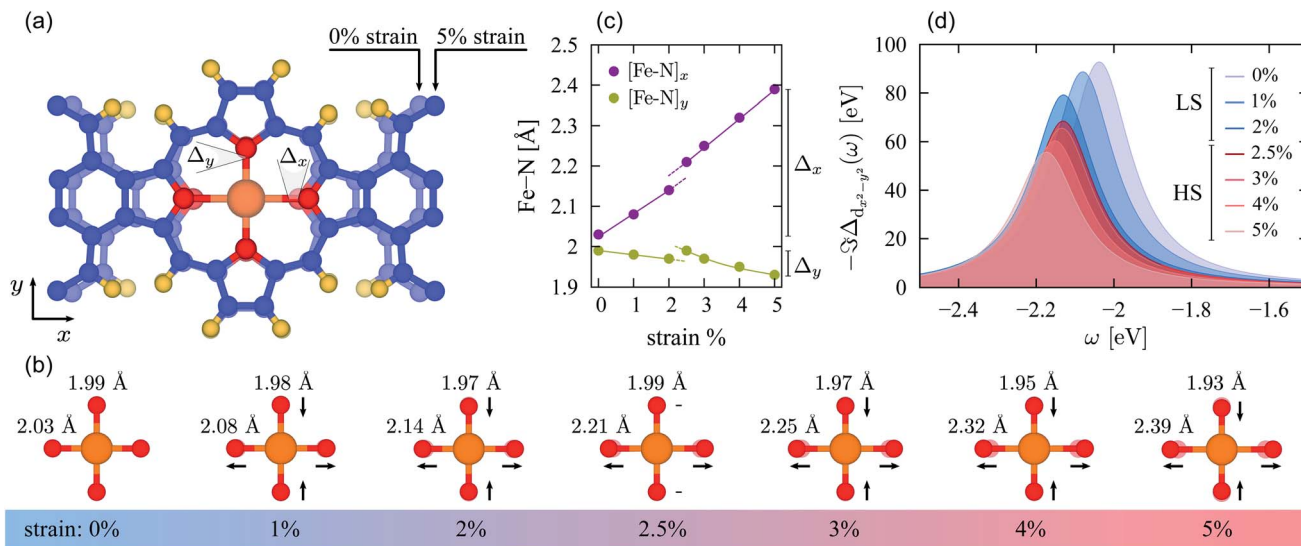 (a)
0% strain
5% strain
Δy
Δx
y
x
(c)
2.5
2.4
2.3
2.2
2.1
2
1.9
Fe–N [Å]
[Fe-N]x
[Fe-N]y
Δx
Δy
0 1 2 3 4 5
strain %
(d)
100
80
60
40
20
0
−ℑΔd_{x²−y²}(ω) [eV]
LS
0%
1%
2%
HS
2.5%
3%
4%
5%
−2.4 −2.2 −2 −1.8 −1.6
ω [eV]
(b)
1.99 Å 1.98 Å 1.97 Å 1.99 Å 1.97 Å 1.95 Å 1.93 Å
2.03 Å 2.08 Å 2.14 Å 2.21 Å 2.25 Å 2.32 Å 2.39 Å
strain: 0% 1% 2% 2.5% 3% 4% 5%